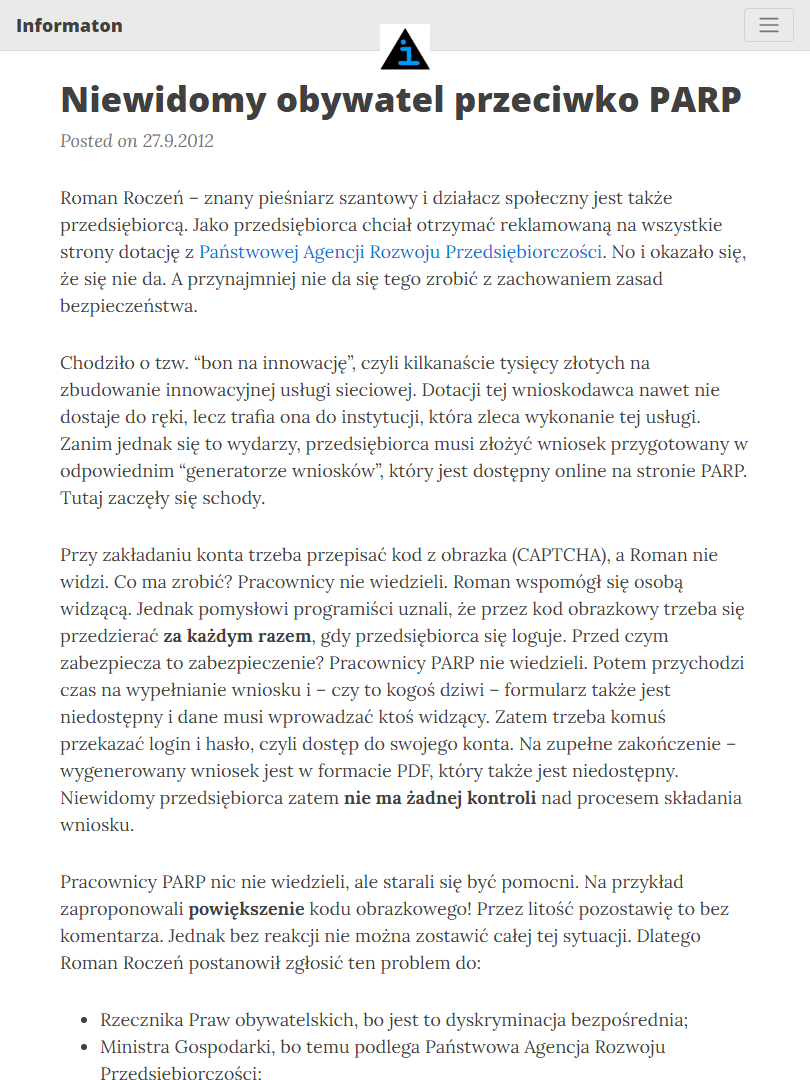 Informaton
i
Niewidomy obywatel przeciwko PARP
Posted on 27.9.2012
Roman Roczeń – znany pieśniarz szantowy i działacz społeczny jest także
przedsiębiorcą. Jako przedsiębiorca chciał otrzymać reklamowaną na wszystkie
strony dotację z Państwowej Agencji Rozwoju Przedsiębiorczości. No i okazało się,
że się nie da. A przynajmniej nie da się tego zrobić z zachowaniem zasad
bezpieczeństwa.
Chodziło o tzw. “bon na innowację”, czyli kilkanaście tysięcy złotych na
zbudowanie innowacyjnej usługi sieciowej. Dotacji tej wnioskodawca nawet nie
dostaje do ręki, lecz trafia ona do instytucji, która zleca wykonanie tej usługi.
Zanim jednak się to wydarzy, przedsiębiorca musi złożyć wniosek przygotowany w
odpowiednim “generatorze wniosków”, który jest dostępny online na stronie PARP.
Tutaj zaczęły się schody.
Przy zakładaniu konta trzeba przepisać kod z obrazka (CAPTCHA), a Roman nie
widzi. Co ma zrobić? Pracownicy nie wiedzieli. Roman wspomógł się osobą
widzącą. Jednak pomysłowi programiści uznali, że przez kod obrazkowy trzeba się
przedzierać za każdym razem, gdy przedsiębiorca się loguje. Przed czym
zabezpiecza to zabezpieczenie? Pracownicy PARP nie wiedzieli. Potem przychodzi
czas na wypełnianie wniosku i – czy to kogoś dziwi – formularz także jest
niedostępny i dane musi wprowadzać ktoś widzący. Zatem trzeba komuś
przekazać login i hasło, czyli dostęp do swojego konta. Na zupełne zakończenie –
wygenerowany wniosek jest w formacie PDF, który także jest niedostępny.
Niewidomy przedsiębiorca zatem nie ma żadnej kontroli nad procesem składania
wniosku.
Pracownicy PARP nic nie wiedzieli, ale starali się być pomocni. Na przykład
zaproponowali powiększenie kodu obrazkowego! Przez litość pozostawię to bez
komentarza. Jednak bez reakcji nie można zostawić całej tej sytuacji. Dlatego
Roman Roczeń postanowił zgłosić ten problem do:
Rzecznika Praw obywatelskich, bo jest to dyskryminacja bezpośrednia;
Ministra Gospodarki, bo temu podlega Państwowa Agencja Rozwoju
Przedsiębiorczości;